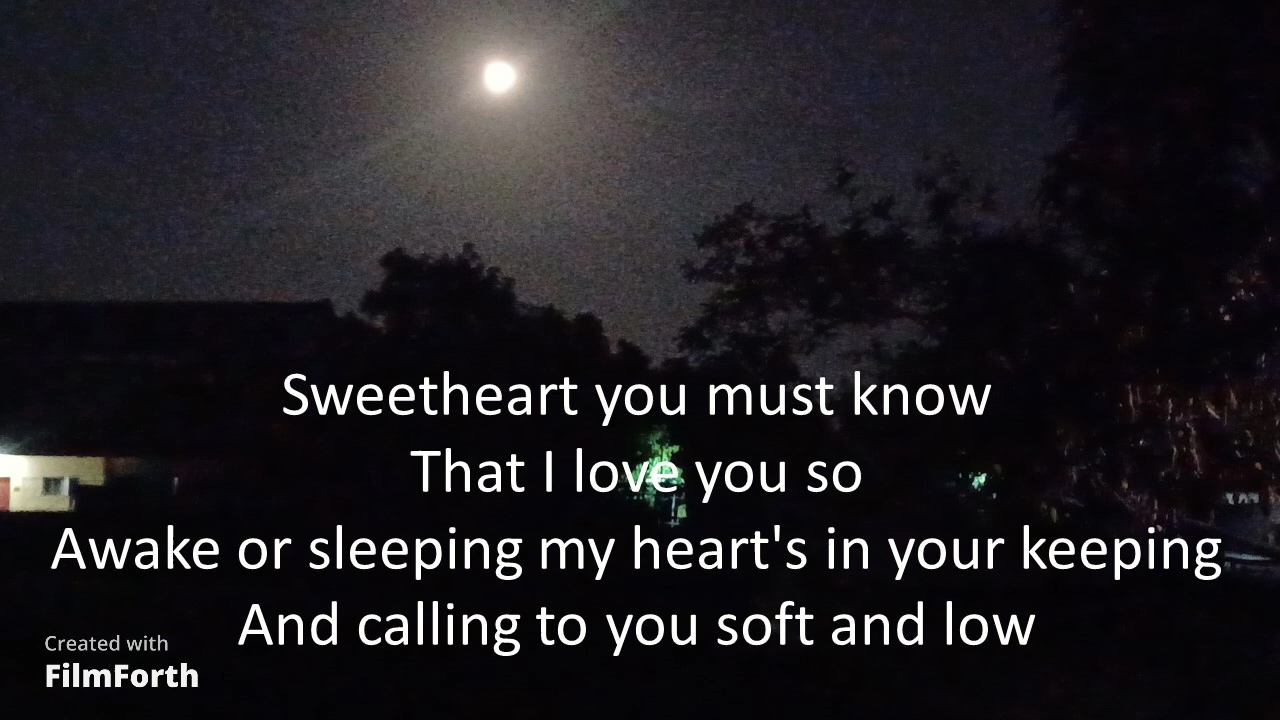 Sweetheart you must know
That I love you so
Awake or sleeping my heart's in your keeping
And calling to you soft and low
Created with
FilmForth